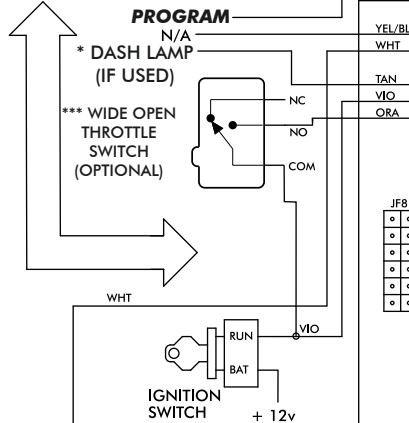 PROGRAM
N/A
* DASH LAMP
(IF USED)
*** WIDE OPEN
THROTTLE
SWITCH
(OPTIONAL)
NC
NO
COM
YEL/BL
WHT
TAN
VIO
ORA
JF8
WHT
RUN
VIO
BAT
IGNITION
SWITCH
+ 12v